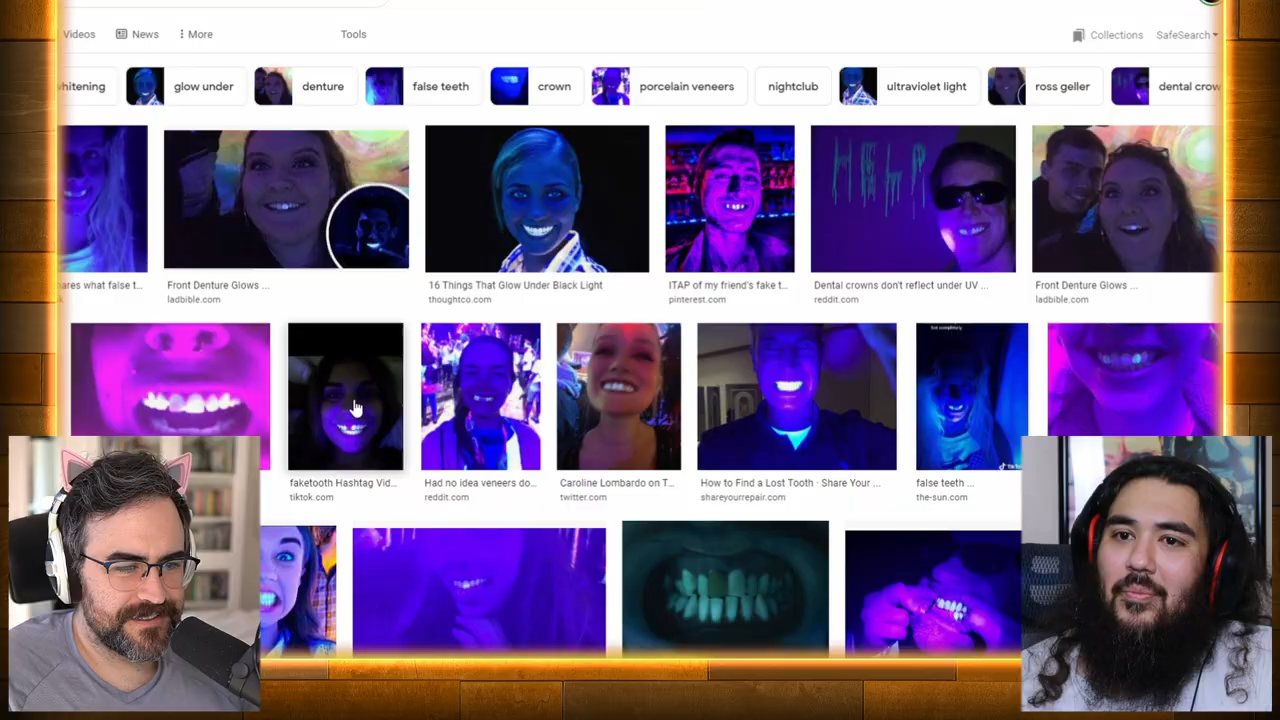 Videos News More Tools Collections SafeSearch
whitening glow under denture false teeth crown porcelain veneers nightclub ultraviolet light ross geller dental crow
ares what false t... Front Denture Glows ... 16 Things That Glow Under Black Light ITAP of my friend's fake t... Dental crowns don't reflect under UV ... Front Denture Glows ...
k ladbible.com thoughtco.com pinterest.com reddit.com ladbible.com
HELP
faketooth Hashtag Vid... Had no idea veneers do... Caroline Lombardo on T... How to Find a Lost Tooth · Share Your ... false teeth ...
tiktok.com reddit.com twitter.com shareyourrepair.com the-sun.com
TikTok